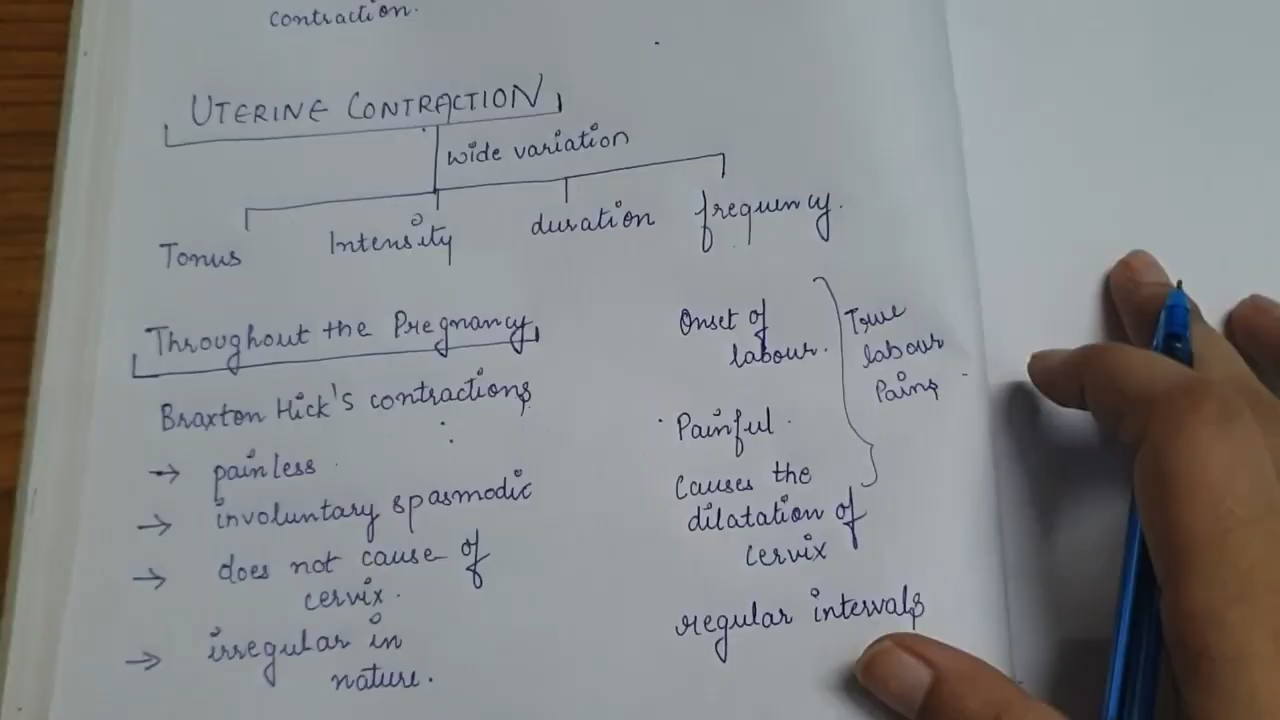 contraction.
UTERINE CONTRACTION
wide variation
Tonus Intensity duration frequency.
Throughout the Pregnancy
Braxton Hick's contractions
→ painless
→ involuntary spasmodic
→ does not cause of
cervix.
→ irregular in
nature.
Onset of
labour.
Painful
Causes the
dilatation of
cervix
regular intervals
True
labour
Pains